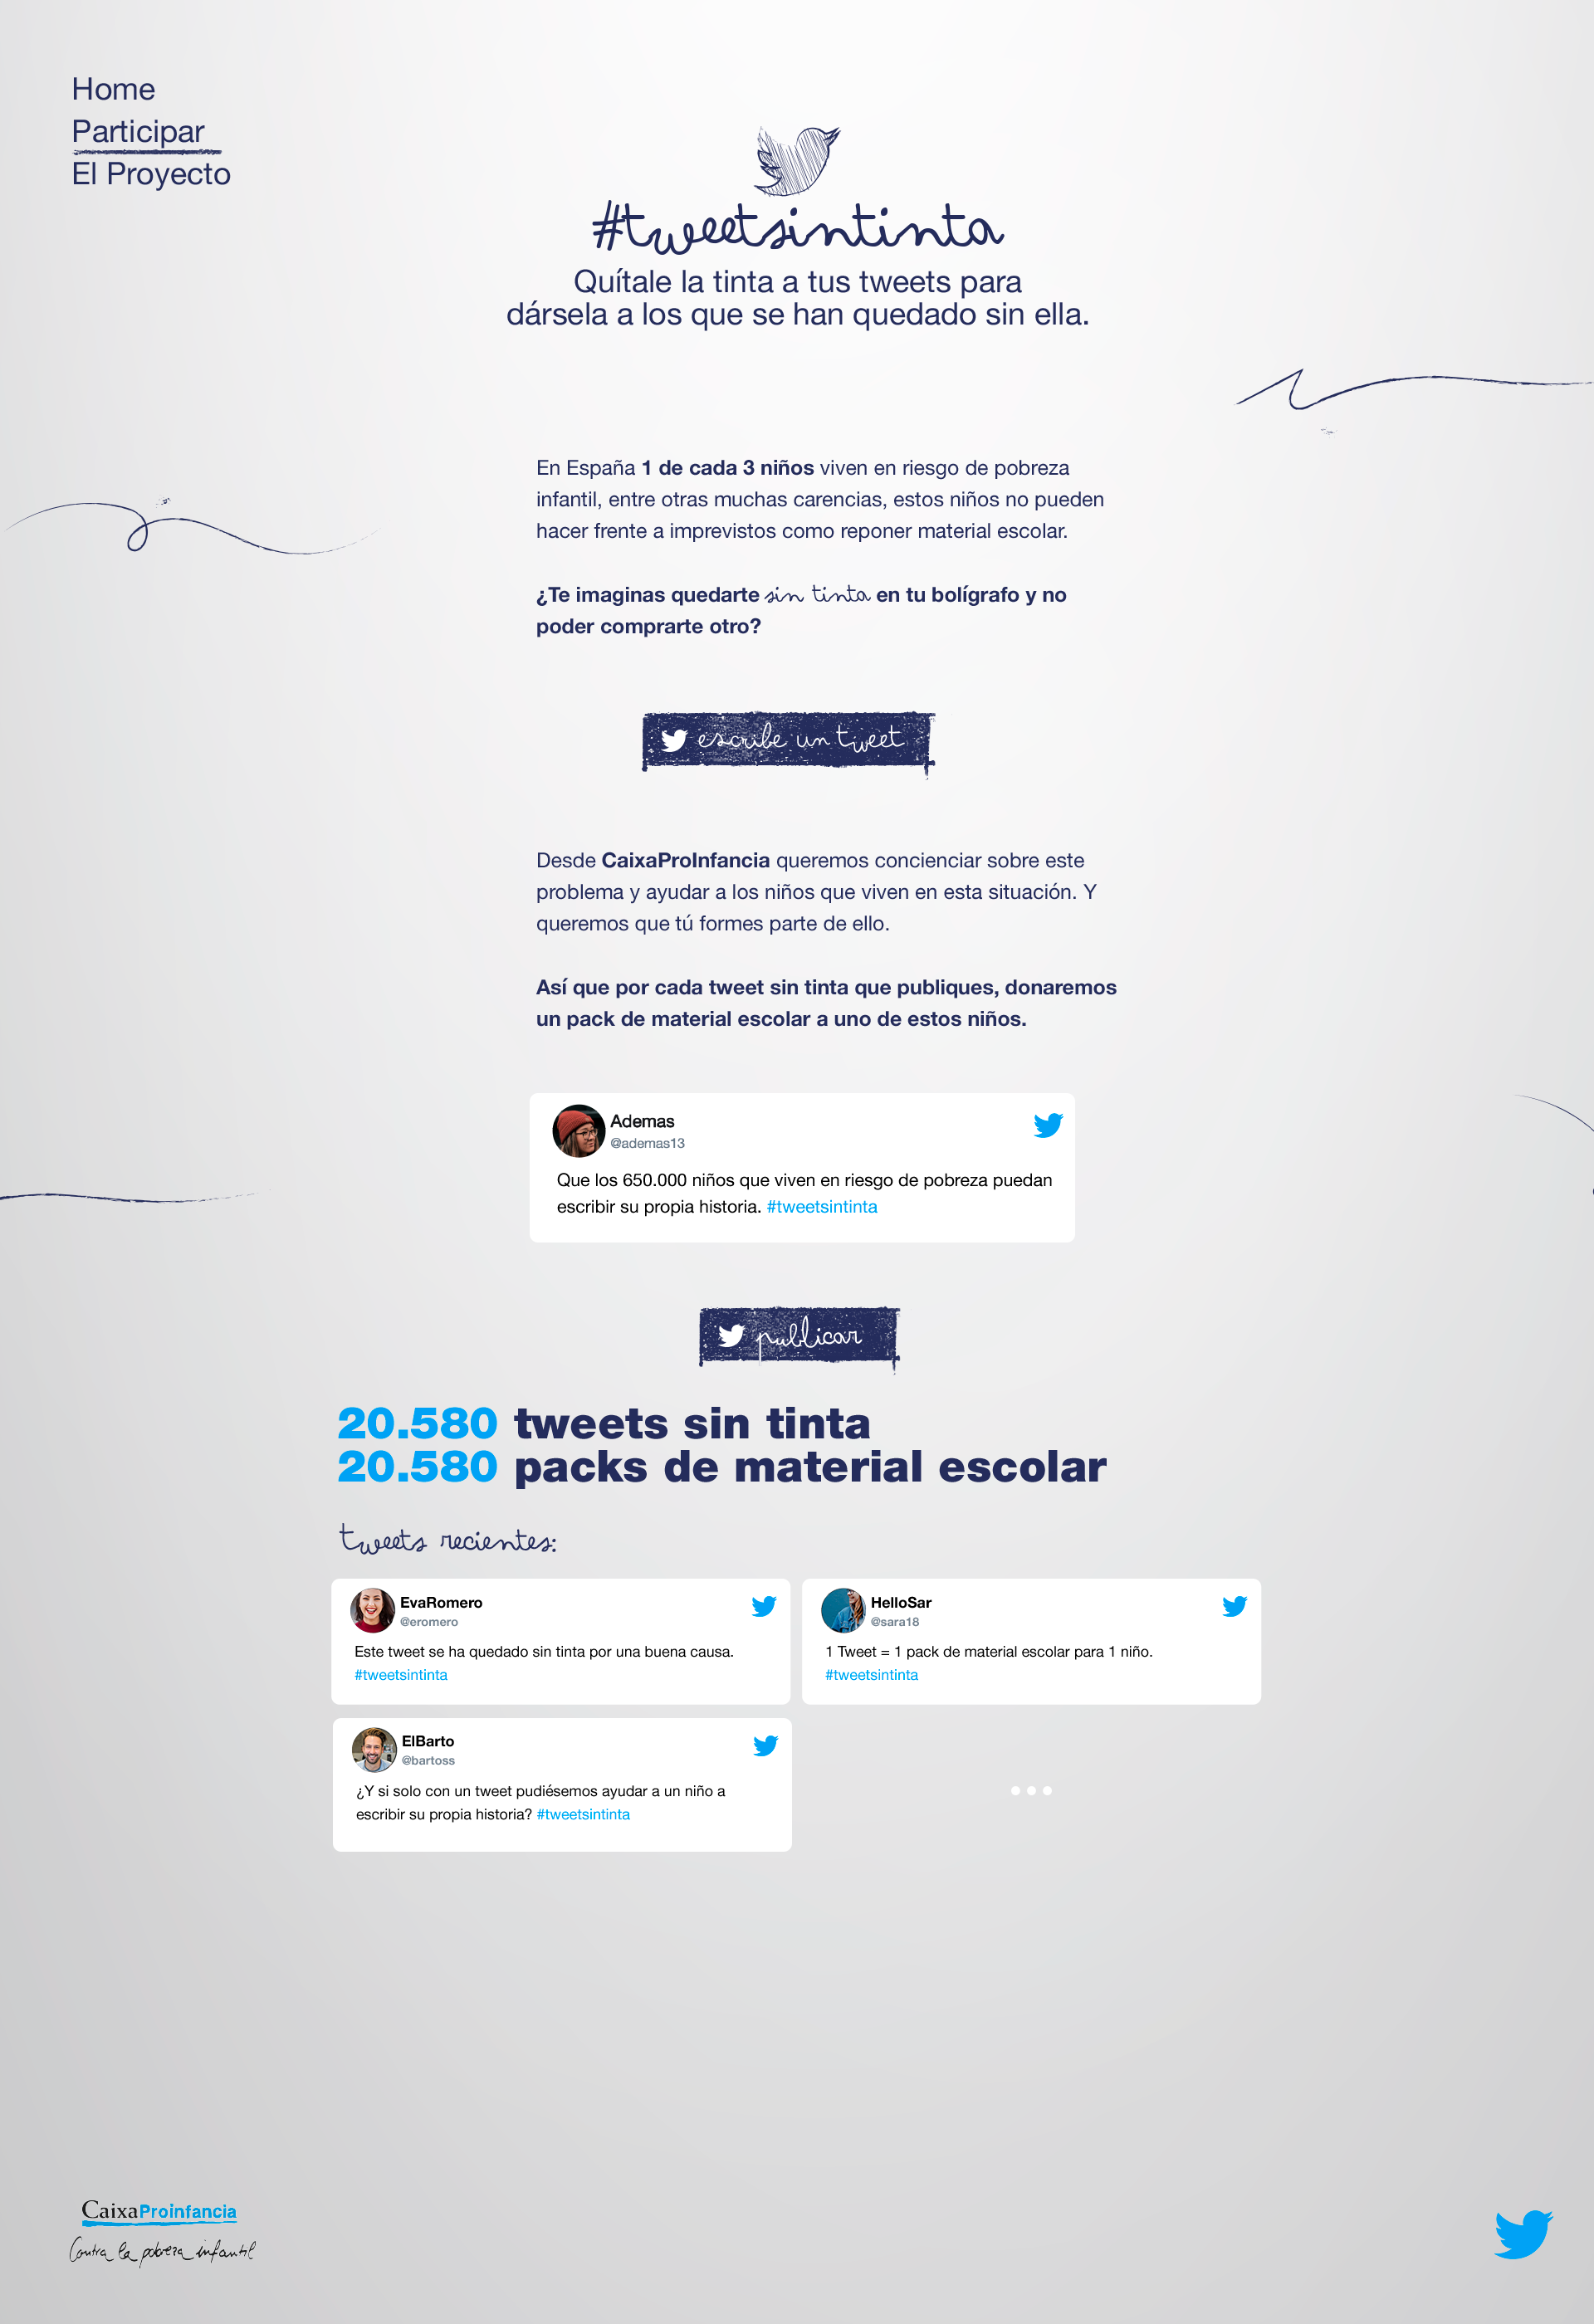 Home
Participar
El Proyecto
#tweetsintinta
Quítale la tinta a tus tweets para
dársela a los que se han quedado sin ella.
En España 1 de cada 3 niños viven en riesgo de pobreza
infantil, entre otras muchas carencias, estos niños no pueden
hacer frente a imprevistos como reponer material escolar.
¿Te imaginas quedarte sin tinta en tu bolígrafo y no
poder comprarte otro?
escribe un tweet
Desde CaixaProInfancia queremos concienciar sobre este
problema y ayudar a los niños que viven en esta situación. Y
queremos que tú formes parte de ello.
Así que por cada tweet sin tinta que publiques, donaremos
un pack de material escolar a uno de estos niños.
Ademas
@ademas13
Que los 650.000 niños que viven en riesgo de pobreza puedan
escribir su propia historia. #tweetsintinta
publicar
20.580 tweets sin tinta
20.580 packs de material escolar
tweets recientes:
EvaRomero
@eromero
Este tweet se ha quedado sin tinta por una buena causa.
#tweetsintinta
HelloSar
@sara18
1 Tweet = 1 pack de material escolar para 1 niño.
#tweetsintinta
ElBarto
@bartoss
¿Y si solo con un tweet pudiésemos ayudar a un niño a
escribir su propia historia? #tweetsintinta
CaixaProinfancia
Contra la pobreza infantil